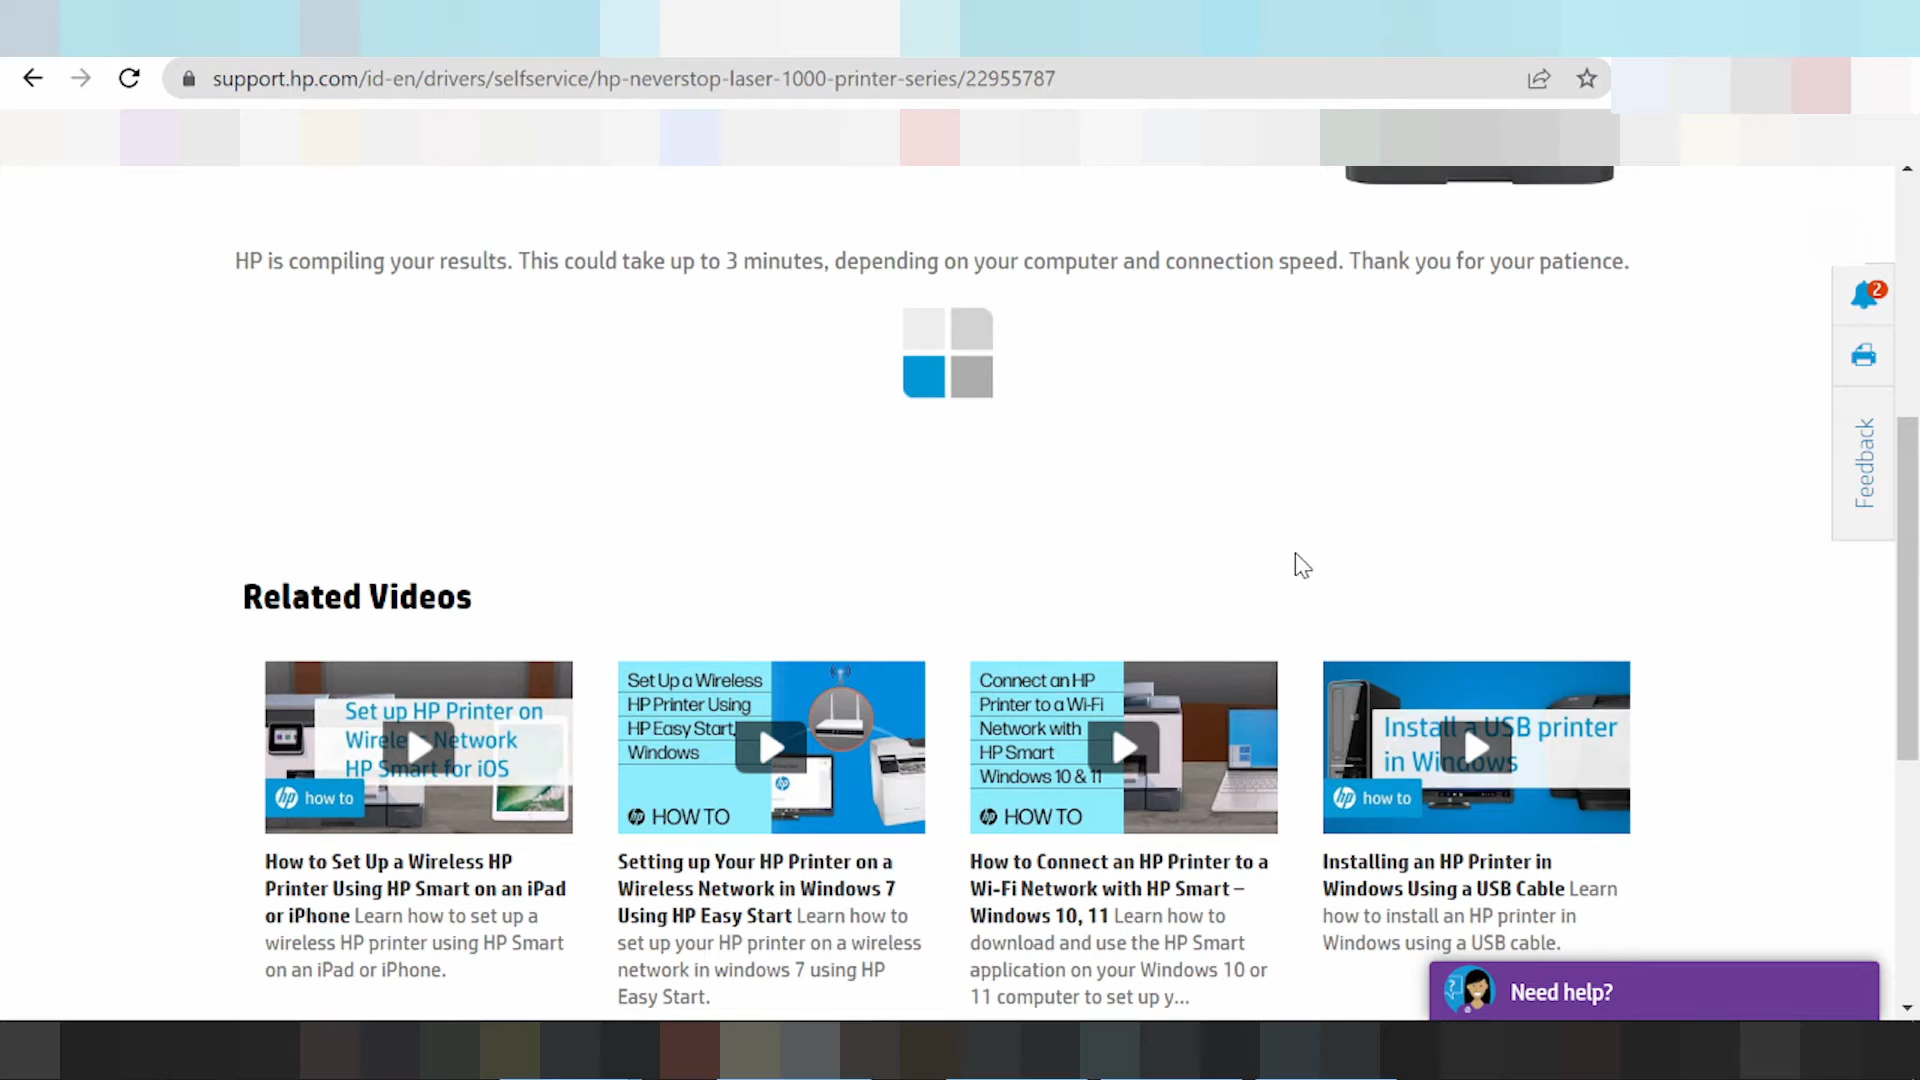 support.hp.com/id-en/drivers/selfservice/hp-neverstop-laser-1000-printer-series/22955787
HP is compiling your results. This could take up to 3 minutes, depending on your computer and connection speed. Thank you for your patience.
2
Feedback
Related Videos
Set up HP Printer on
Wireless Network
HP Smart for iOS
hp how to
How to Set Up a Wireless HP
Printer Using HP Smart on an iPad
or iPhone Learn how to set up a
wireless HP printer using HP Smart
on an iPad or iPhone.
Set Up a Wireless
HP Printer Using
HP Easy Start,
Windows
hp HOW TO
Setting up Your HP Printer on a
Wireless Network in Windows 7
Using HP Easy Start Learn how to
set up your HP printer on a wireless
network in windows 7 using HP
Easy Start.
Connect an HP
Printer to a Wi-Fi
Network with
HP Smart
Windows 10 & 11
hp HOW TO
How to Connect an HP Printer to a
Wi-Fi Network with HP Smart –
Windows 10, 11 Learn how to
download and use the HP Smart
application on your Windows 10 or
11 computer to set up y...
Install a USB printer
in Windows
hp how to
Installing an HP Printer in
Windows Using a USB Cable Learn
how to install an HP printer in
Windows using a USB cable.
Need help?